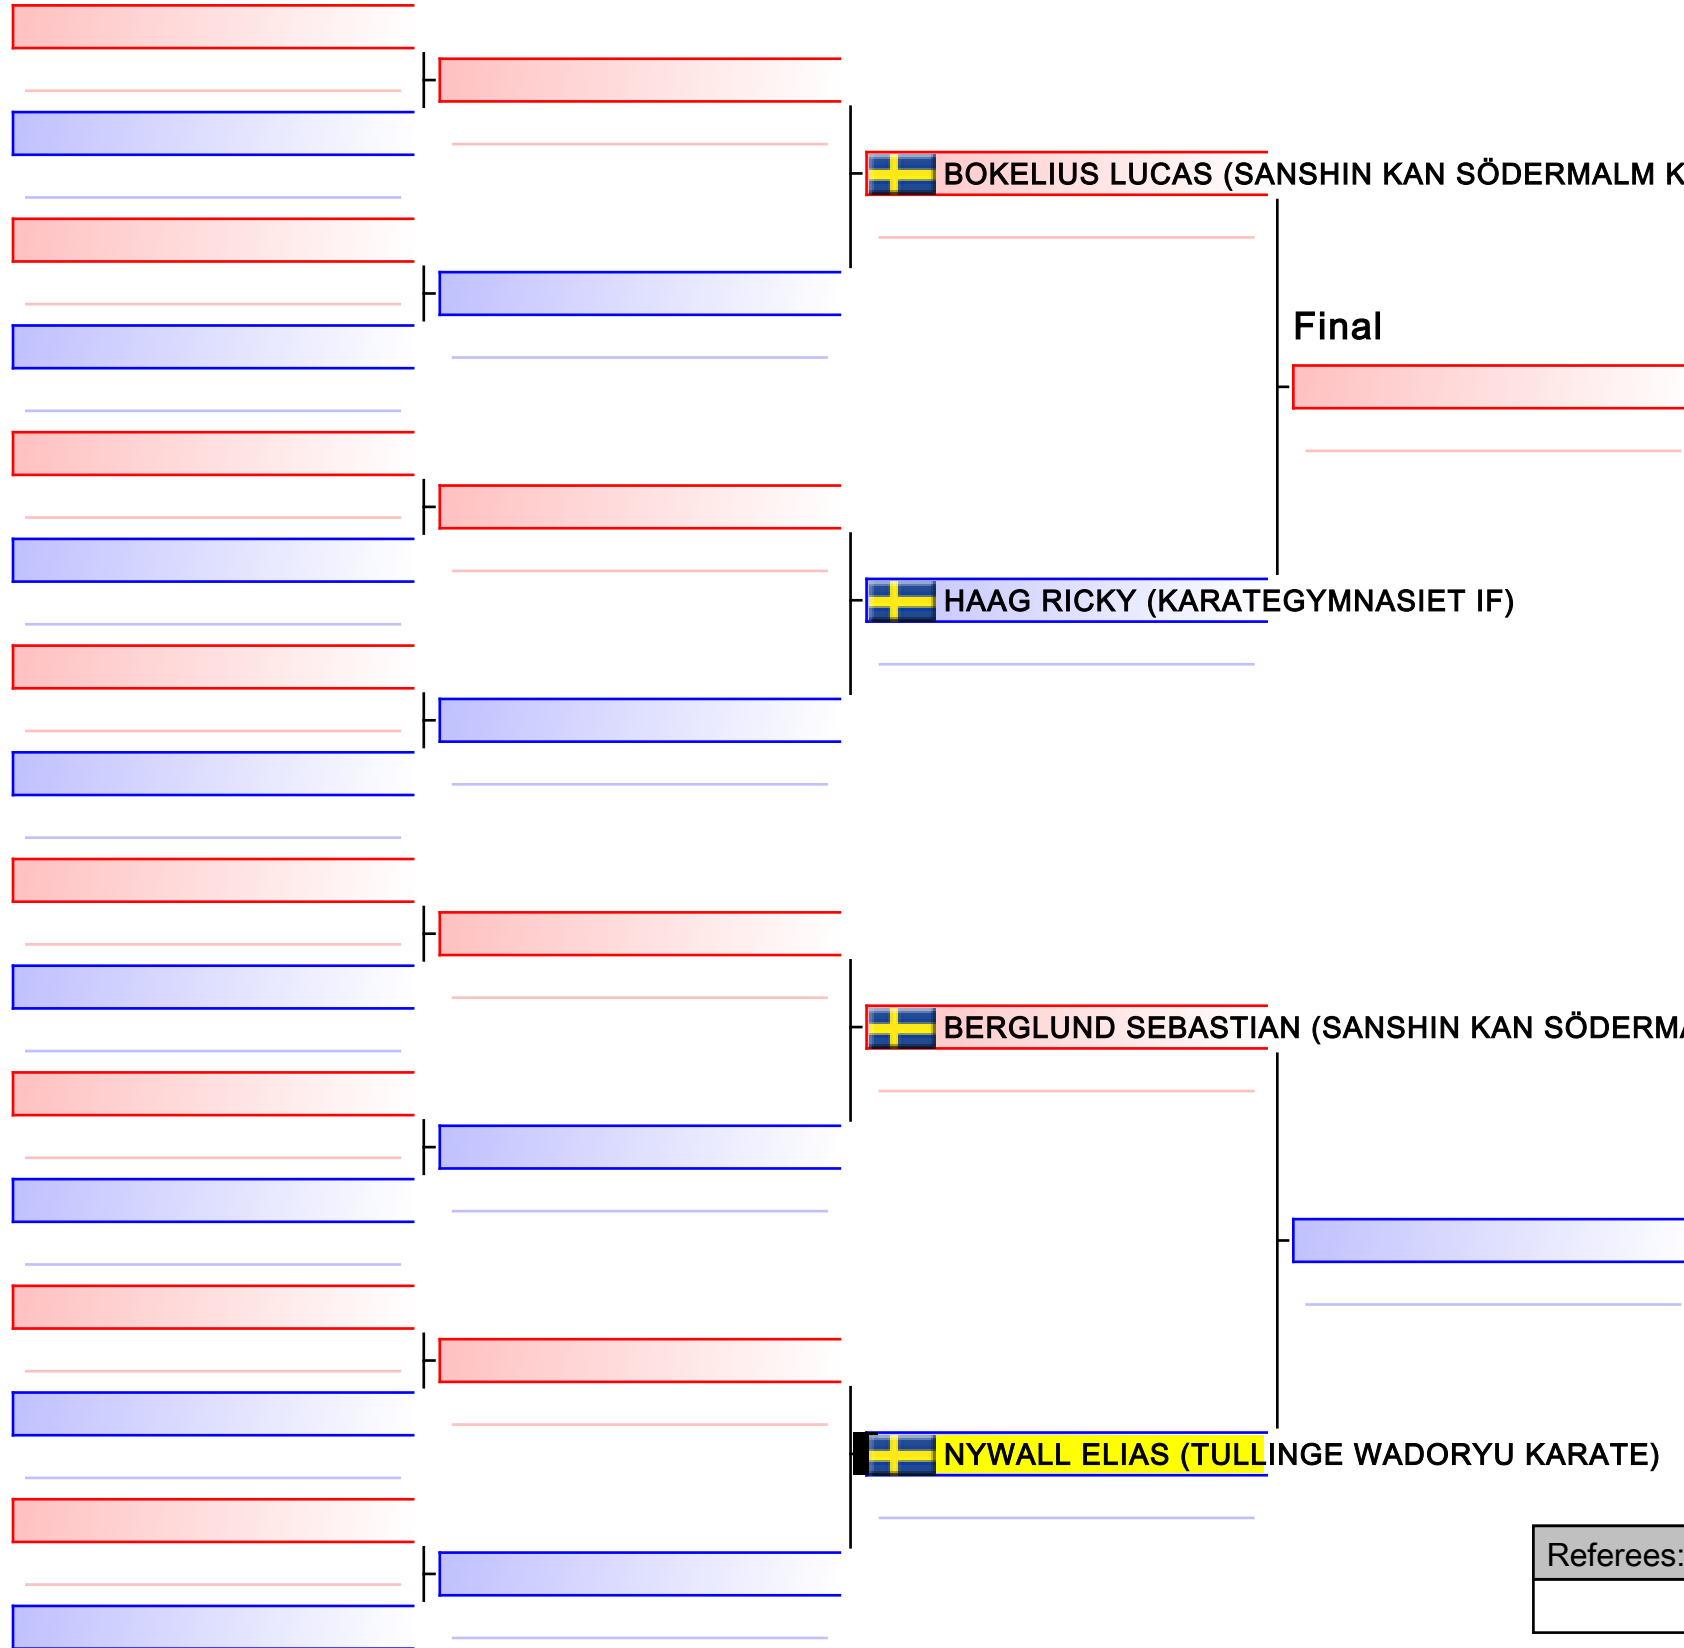 BOKELIUS LUCAS (SANSHIN KAN SÖDERMALM K
Final
HAAG RICKY (KARATEGYMNASIET IF)
BERGLUND SEBASTIAN (SANSHIN KAN SÖDERMA
NYWALL ELIAS (TULLINGE WADORYU KARATE)
Referees: